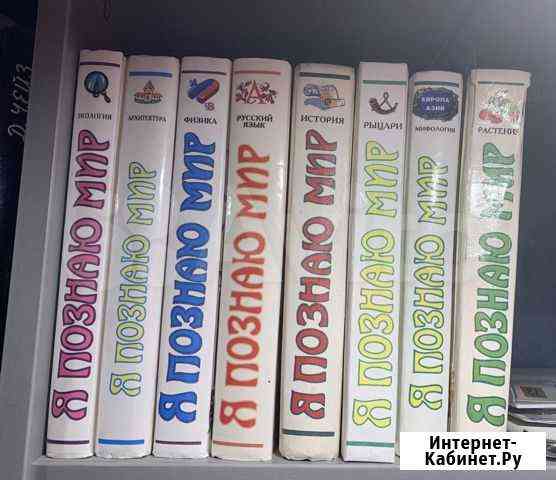 Д. ЧЕЙЗ
ЭКОЛОГИЯ
Я ПОЗНАЮ МИР
АРХИТЕКТУРА
Я ПОЗНАЮ МИР
ФИЗИКА
Я ПОЗНАЮ МИР
РУССКИЙ
ЯЗЫК
Я ПОЗНАЮ МИР
ИСТОРИЯ
Я ПОЗНАЮ МИР
РЫЦАРИ
Я ПОЗНАЮ МИР
ЕВРОПА
АЗИЯ
МИФОЛОГИЯ
Я ПОЗНАЮ МИР
РАСТЕНИЯ
Я ПОЗНАЮ МИР
Интернет-
Кабинет.Ру